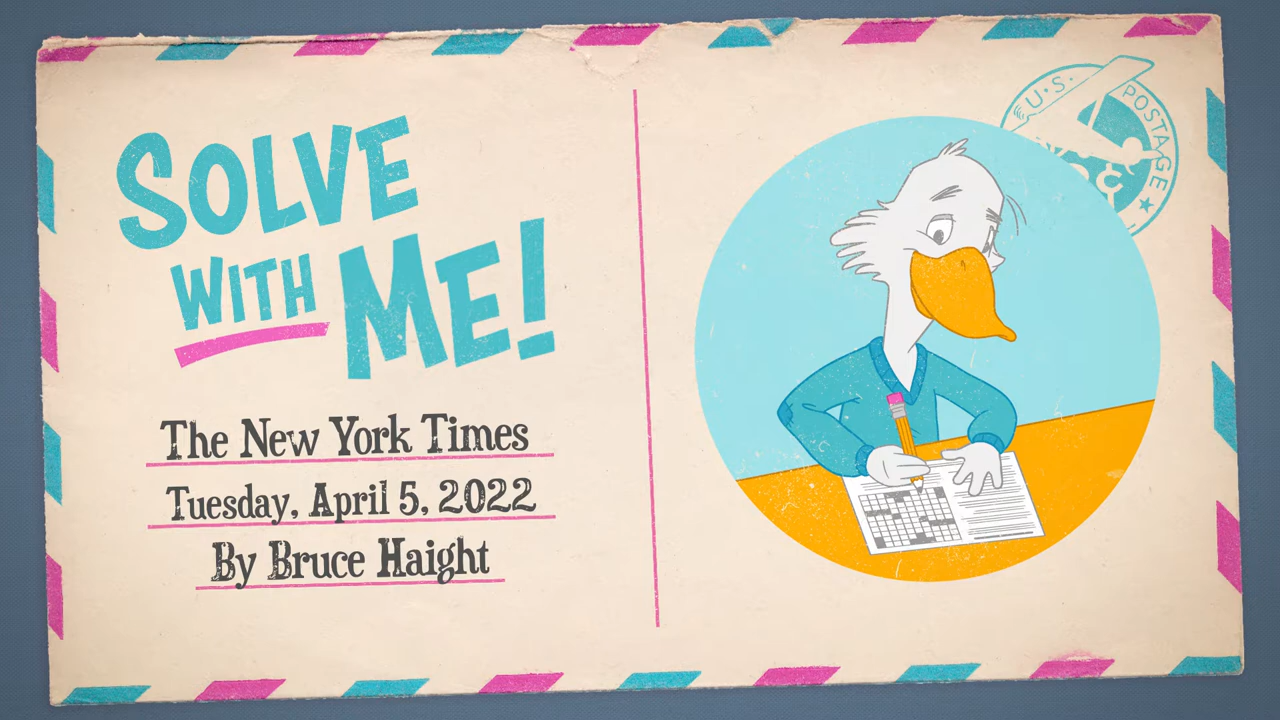 SOLVE
WITH ME!
The New York Times
Tuesday, April 5, 2022
By Bruce Haight
U.S. POSTAGE